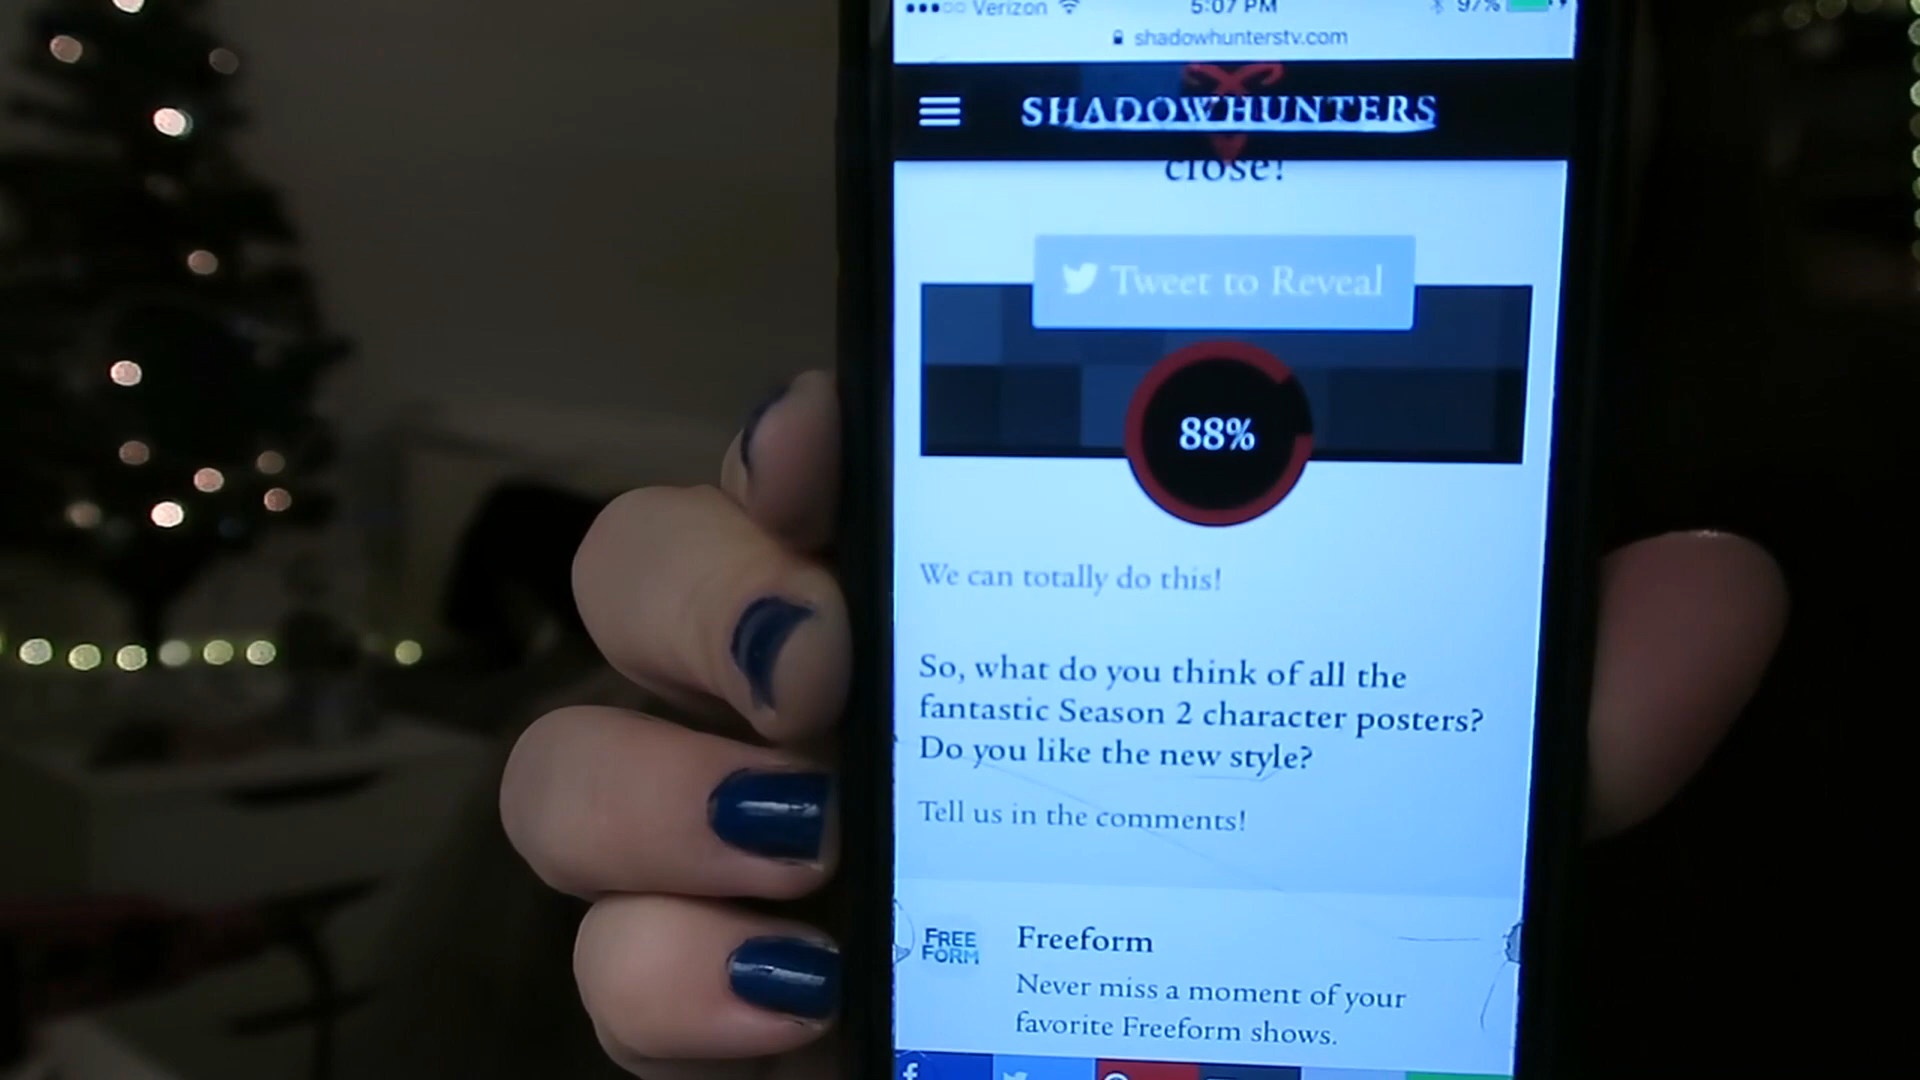 Verizon 5:07 PM 97%
shadowhunterstv.com
SHADOWHUNTERS
close!
Tweet to Reveal
88%
We can totally do this!
So, what do you think of all the
fantastic Season 2 character posters?
Do you like the new style?
Tell us in the comments!
FREE
FORM
Freeform
Never miss a moment of your
favorite Freeform shows.
f